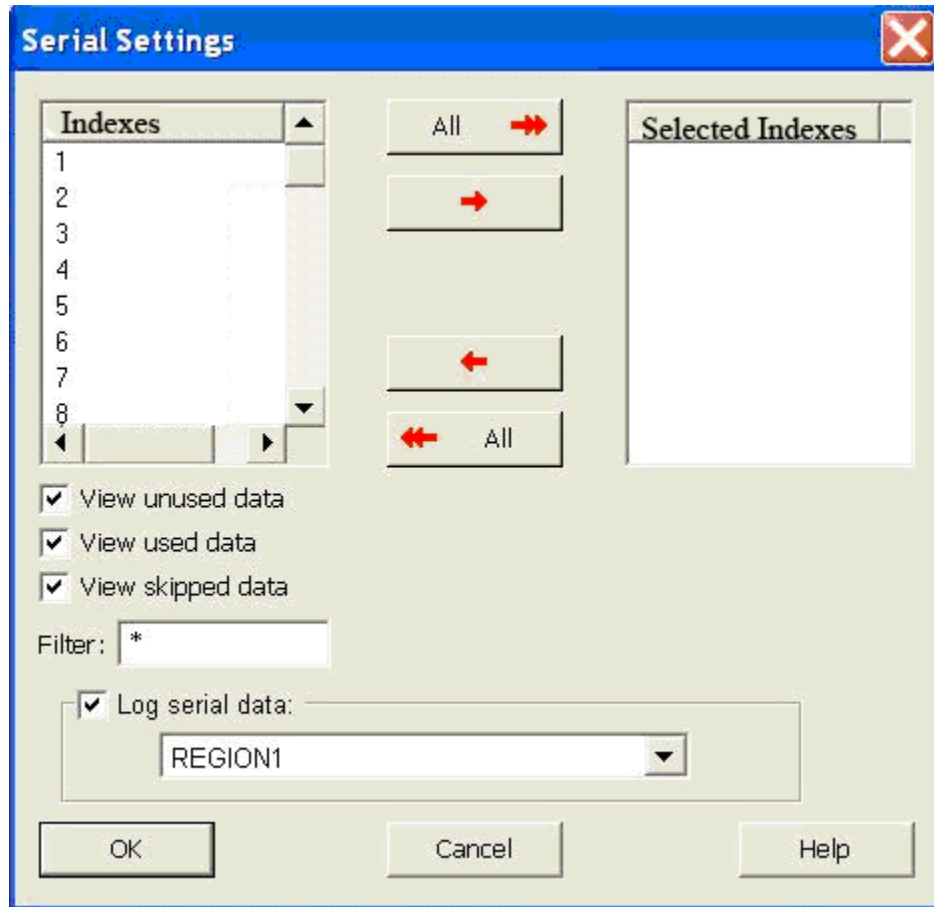 Serial Settings
Indexes
All
Selected Indexes
1
2
3
4
5
6
7
8
All
View unused data
View used data
View skipped data
Filter: *
Log serial data:
REGION1
OK Cancel Help